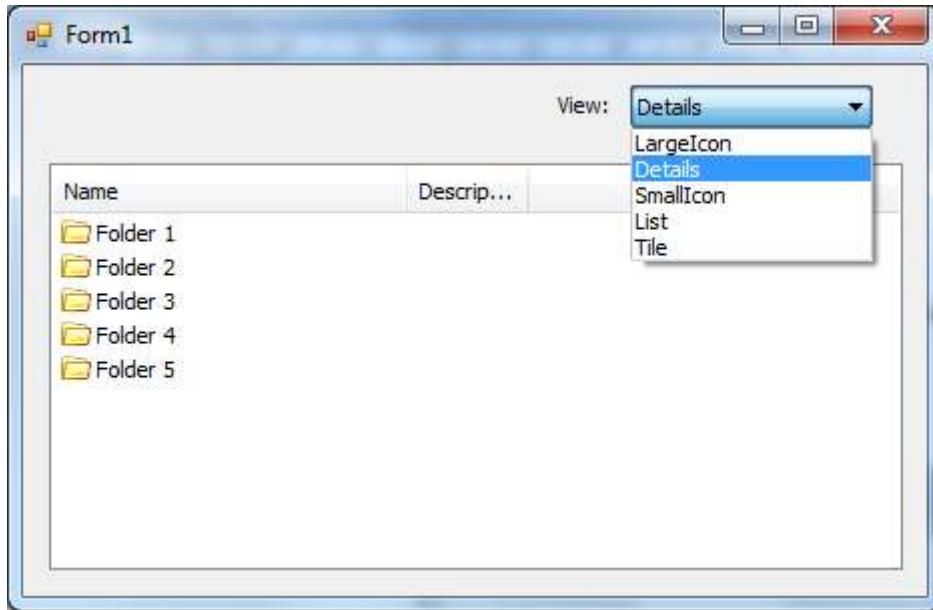 Form1
View: Details
LargeIcon
Details
SmallIcon
List
Tile
Name Descrip...
Folder 1
Folder 2
Folder 3
Folder 4
Folder 5